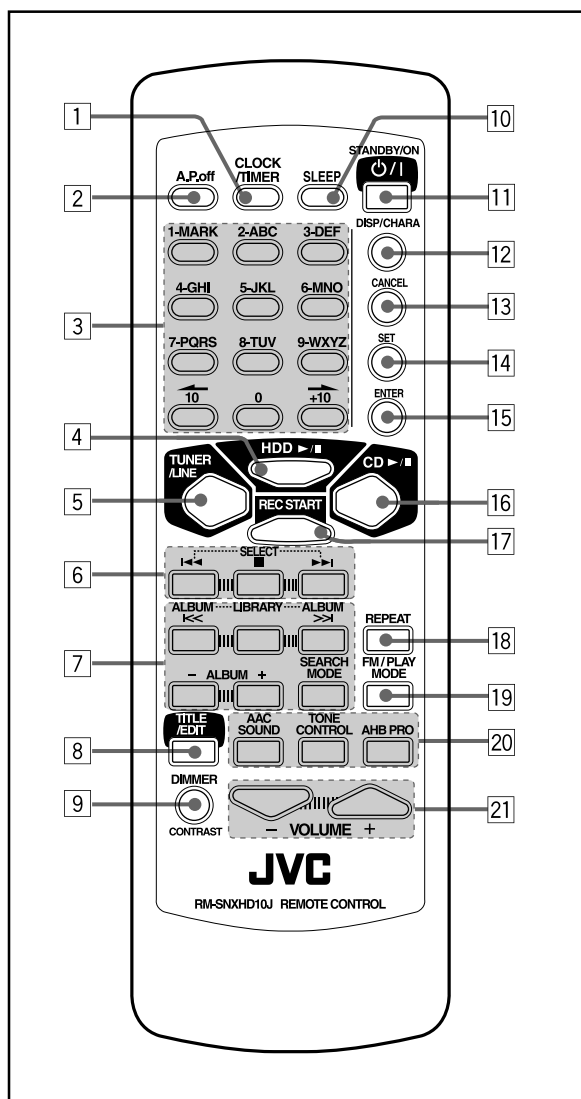 1
10
STANDBY/ON
⏻/I
A.P.off
CLOCK
/TIMER
SLEEP
2
11
DISP/CHARA
12
1-MARK 2-ABC 3-DEF
CANCEL
13
4-GHI 5-JKL 6-MNO
3
SET
14
7-PQRS 8-TUV 9-WXYZ
ENTER
15
10 0 +10
4
HDD ►/■
TUNER
/LINE
CD ►/■
5
REC START
16
17
SELECT
I◄◄ ■ ►►I
6
ALBUM LIBRARY ALBUM
I<< >>I
REPEAT
18
7
– ALBUM +
SEARCH
MODE
FM / PLAY
MODE
19
TITLE
/EDIT
AAC
SOUND
TONE
CONTROL
AHB PRO
20
8
DIMMER
9
CONTRAST
– VOLUME +
21
JVC
RM-SNXHD10J REMOTE CONTROL